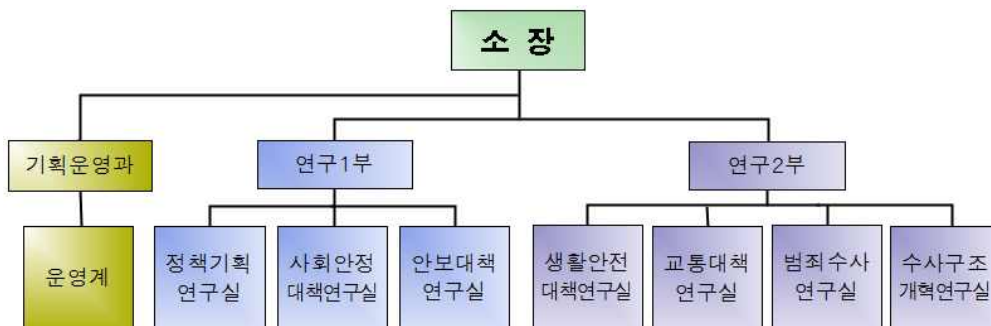 소 장
기획운영과
연구1부
연구2부
운영계
정책기획
연구실
사회안정
대책연구실
안보대책
연구실
생활안전
대책연구실
교통대책
연구실
범죄수사
연구실
수사구조
개혁연구실